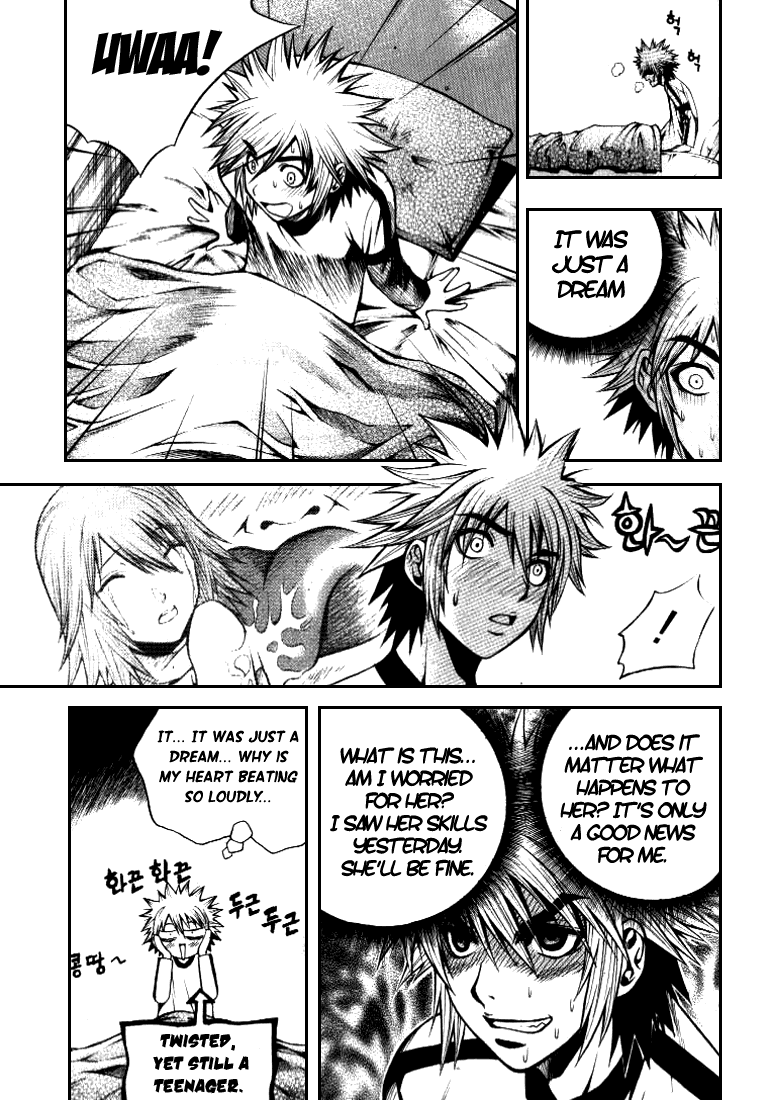 UWAA!
헉
헉
IT WAS
JUST A
DREAM
화~끈
!
IT... IT WAS JUST A
DREAM... WHY IS
MY HEART BEATING
SO LOUDLY...
화끈 화끈
두근
두근
콩땅~
TWISTED,
YET STILL A
TEENAGER.
WHAT IS THIS...
AM I WORRIED
FOR HER?
I SAW HER SKILLS
YESTERDAY.
SHE'LL BE FINE.
...AND DOES IT
MATTER WHAT
HAPPENS TO
HER? IT'S ONLY
A GOOD NEWS
FOR ME.